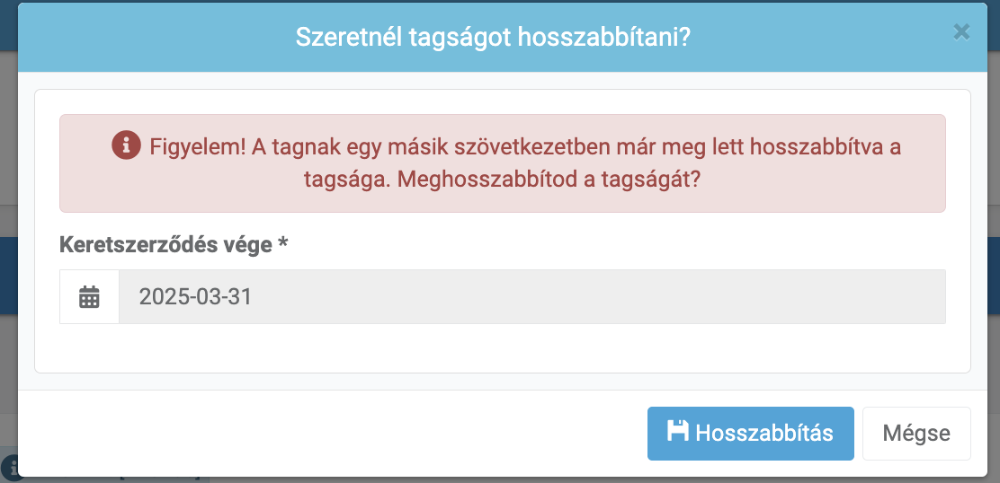 Szeretnél tagságot hosszabbítani?
Figyelem! A tagnak egy másik szövetkezetben már meg lett hosszabbítva a
tagsága. Meghosszabbítod a tagságát?
Keretszerződés vége *
2025-03-31
Hosszabbítás
Mégse